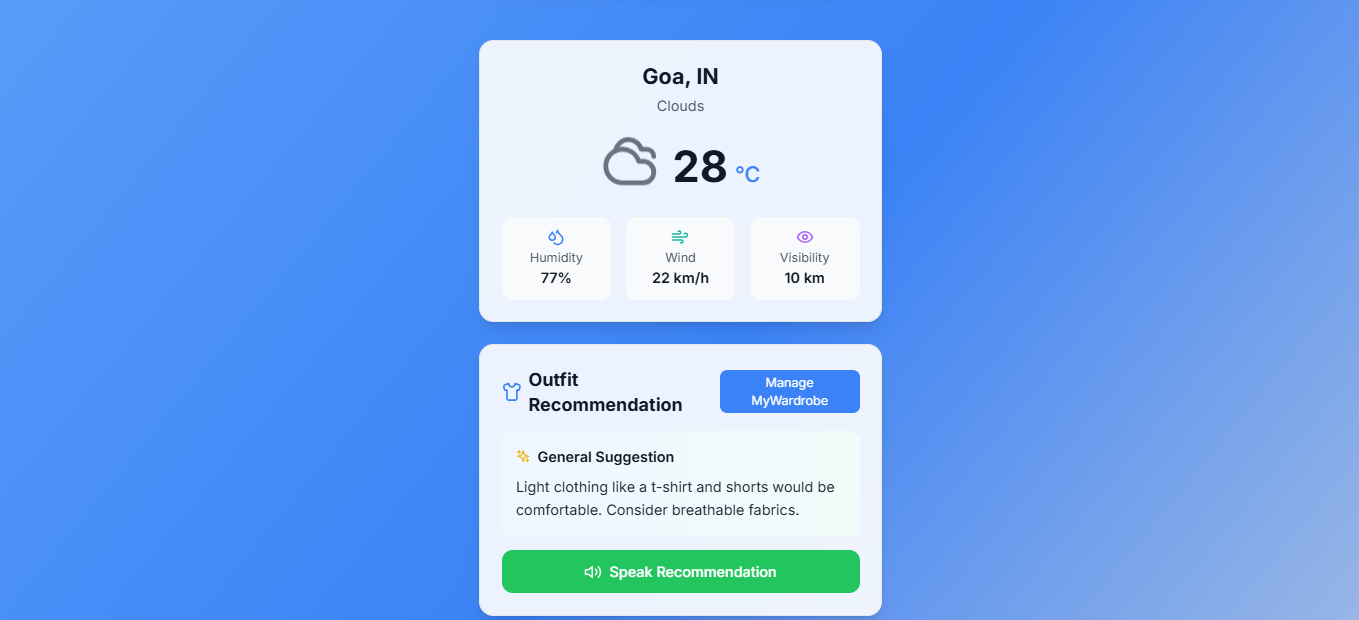 Goa, IN
Clouds
28 °C
Humidity
77%
Wind
22 km/h
Visibility
10 km
Outfit
Recommendation
Manage
MyWardrobe
General Suggestion
Light clothing like a t-shirt and shorts would be
comfortable. Consider breathable fabrics.
Speak Recommendation